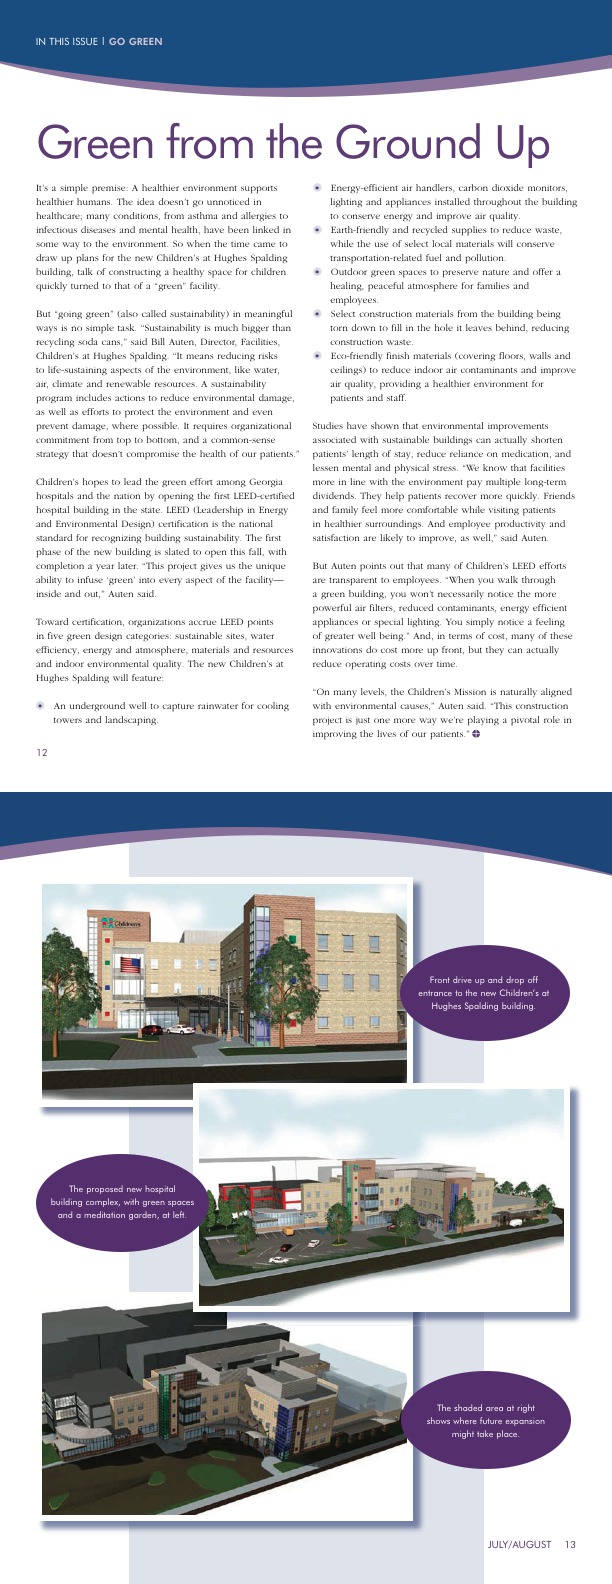 IN THIS ISSUE | GO GREEN
Green from the Ground Up
It's a simple premise: A healthier environment supports
healthier humans. The idea doesn't go unnoticed in
healthcare; many conditions, from asthma and allergies to
infectious diseases and mental health, have been linked in
some way to the environment. So when the time came to
draw up plans for the new Children's at Hughes Spalding
building, talk of constructing a healthy space for children
quickly turned to that of a “green” facility.
But “going green” (also called sustainability) in meaningful
ways is no simple task. “Sustainability is much bigger than
recycling soda cans,” said Bill Auten, Director, Facilities,
Children's at Hughes Spalding. “It means reducing risks
to life-sustaining aspects of the environment, like water,
air, climate and renewable resources. A sustainability
program includes actions to reduce environmental damage,
as well as efforts to protect the environment and even
prevent damage, where possible. It requires organizational
commitment from top to bottom, and a common-sense
strategy that doesn't compromise the health of our patients.”
Children's hopes to lead the green effort among Georgia
hospitals and the nation by opening the first LEED-certified
hospital building in the state. LEED (Leadership in Energy
and Environmental Design) certification is the national
standard for recognizing building sustainability. The first
phase of the new building is slated to open this fall, with
completion a year later. “This project gives us the unique
ability to infuse ‘green’ into every aspect of the facility—
inside and out,” Auten said.
Toward certification, organizations accrue LEED points
in five green design categories: sustainable sites, water
efficiency, energy and atmosphere, materials and resources
and indoor environmental quality. The new Children's at
Hughes Spalding will feature:
An underground well to capture rainwater for cooling
towers and landscaping.
Energy-efficient air handlers, carbon dioxide monitors,
lighting and appliances installed throughout the building
to conserve energy and improve air quality.
Earth-friendly and recycled supplies to reduce waste,
while the use of select local materials will conserve
transportation-related fuel and pollution.
Outdoor green spaces to preserve nature and offer a
healing, peaceful atmosphere for families and
employees.
Select construction materials from the building being
torn down to fill in the hole it leaves behind, reducing
construction waste.
Eco-friendly finish materials (covering floors, walls and
ceilings) to reduce indoor air contaminants and improve
air quality, providing a healthier environment for
patients and staff.
Studies have shown that environmental improvements
associated with sustainable buildings can actually shorten
patients' length of stay, reduce reliance on medication, and
lessen mental and physical stress. “We know that facilities
more in line with the environment pay multiple long-term
dividends. They help patients recover more quickly. Friends
and family feel more comfortable while visiting patients
in healthier surroundings. And employee productivity and
satisfaction are likely to improve, as well,” said Auten.
But Auten points out that many of Children's LEED efforts
are transparent to employees. “When you walk through
a green building, you won't necessarily notice the more
powerful air filters, reduced contaminants, energy efficient
appliances or special lighting. You simply notice a feeling
of greater well being.” And, in terms of cost, many of these
innovations do cost more up front, but they can actually
reduce operating costs over time.
“On many levels, the Children's Mission is naturally aligned
with environmental causes,” Auten said. “This construction
project is just one more way we're playing a pivotal role in
improving the lives of our patients.”
12
Children's
Front drive up and drop off
entrance to the new Children's at
Hughes Spalding building.
The proposed new hospital
building complex, with green spaces
and a meditation garden, at left.
The shaded area at right
shows where future expansion
might take place.
JULY/AUGUST 13